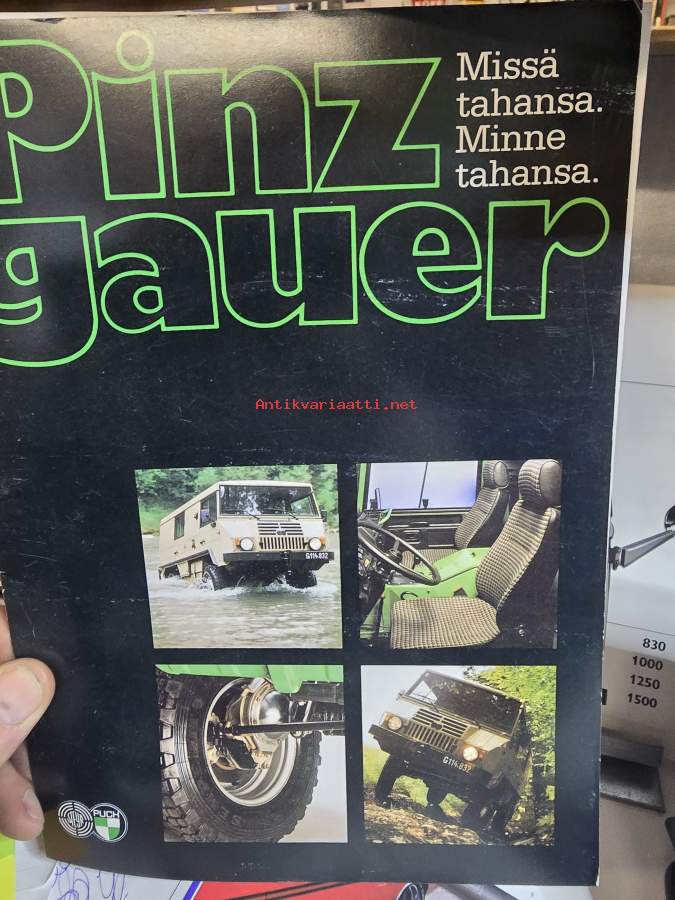 Pinz
gauer
Missä
tahansa.
Minne
tahansa.
Antikvariaatti.net
G114.832
G114.832
PUCH
830
1000
1250
1500